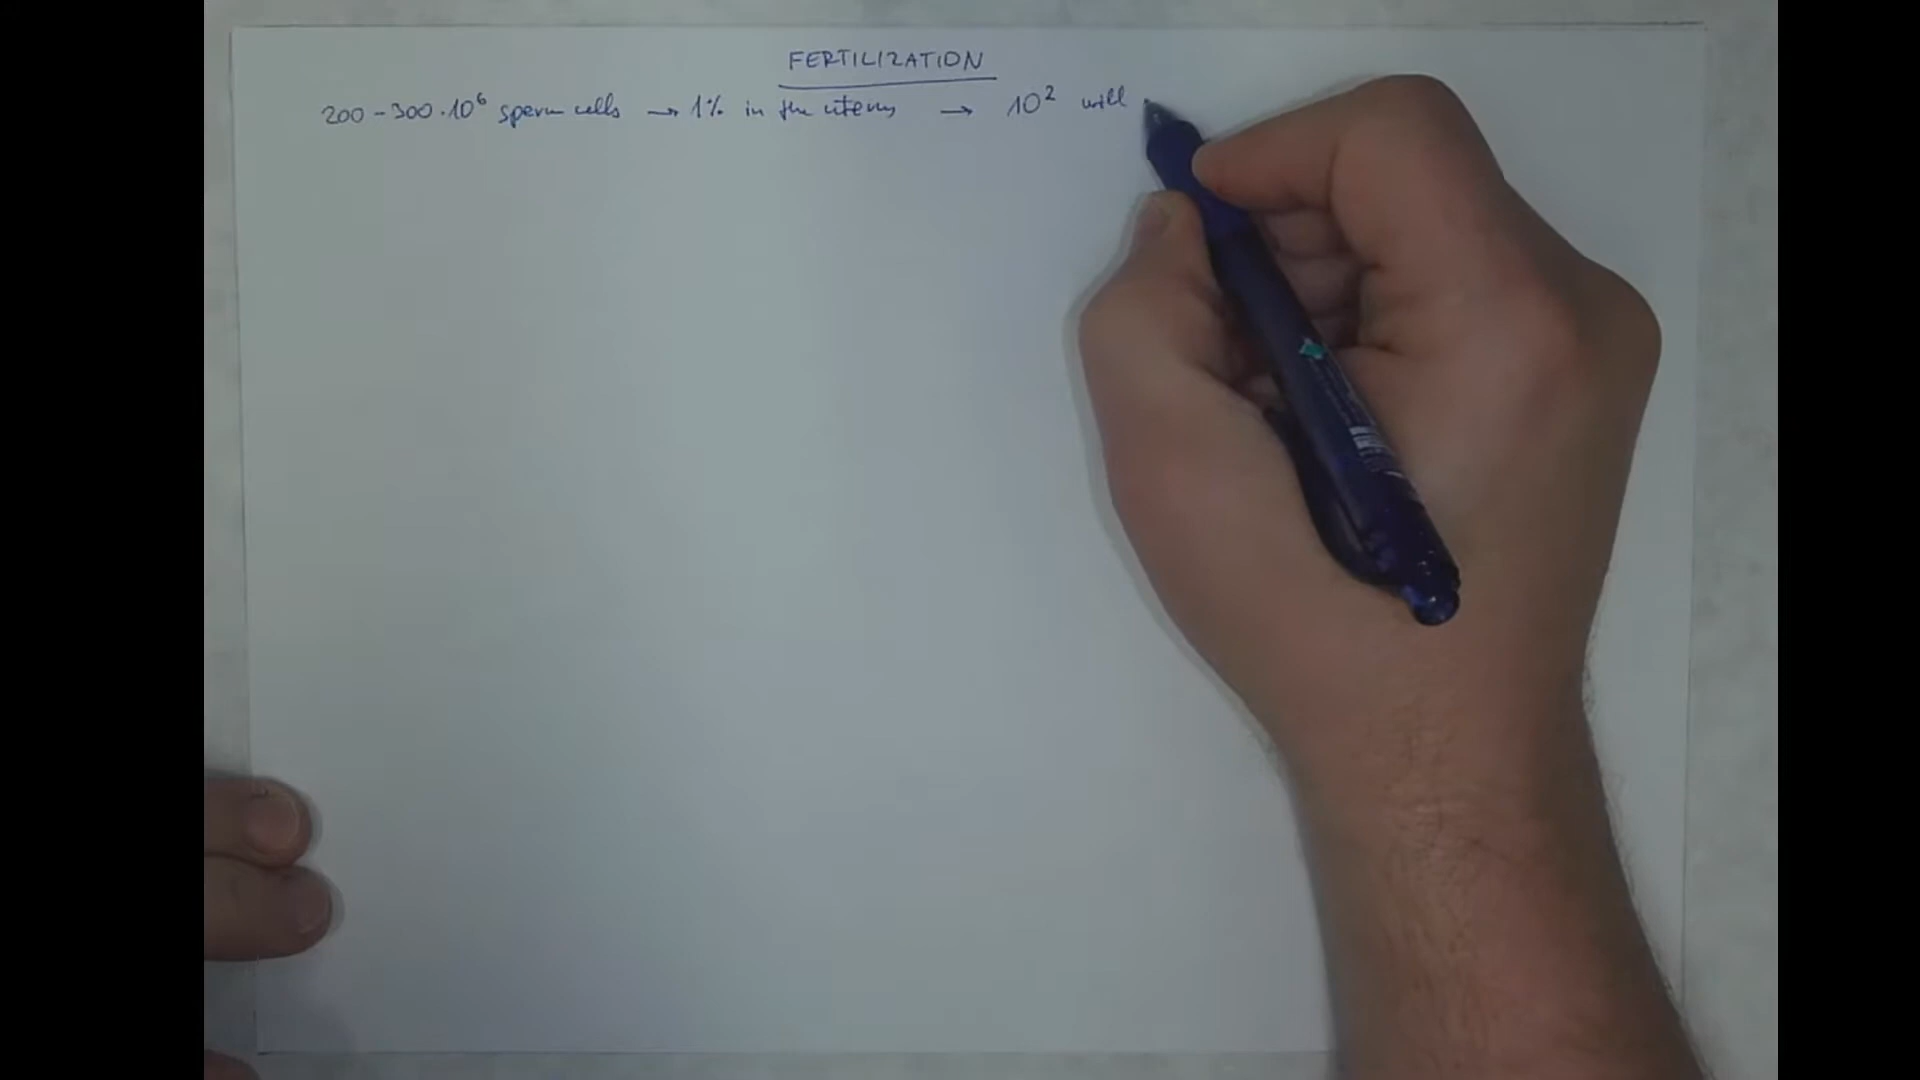 FERTILIZATION
200-300·10⁶ sperm cells → 1% in the uterus → 10² will